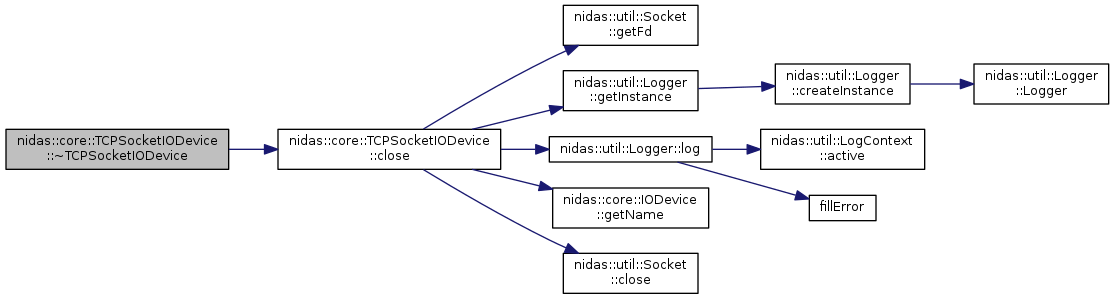 nidas::core::TCPSocketIODevice
::~TCPSocketIODevice
nidas::core::TCPSocketIODevice
::close
nidas::util::Socket
::getFd
nidas::util::Logger
::getInstance
nidas::util::Logger
::createInstance
nidas::util::Logger
::Logger
nidas::util::Logger::log
nidas::util::LogContext
::active
fillError
nidas::core::IODevice
::getName
nidas::util::Socket
::close